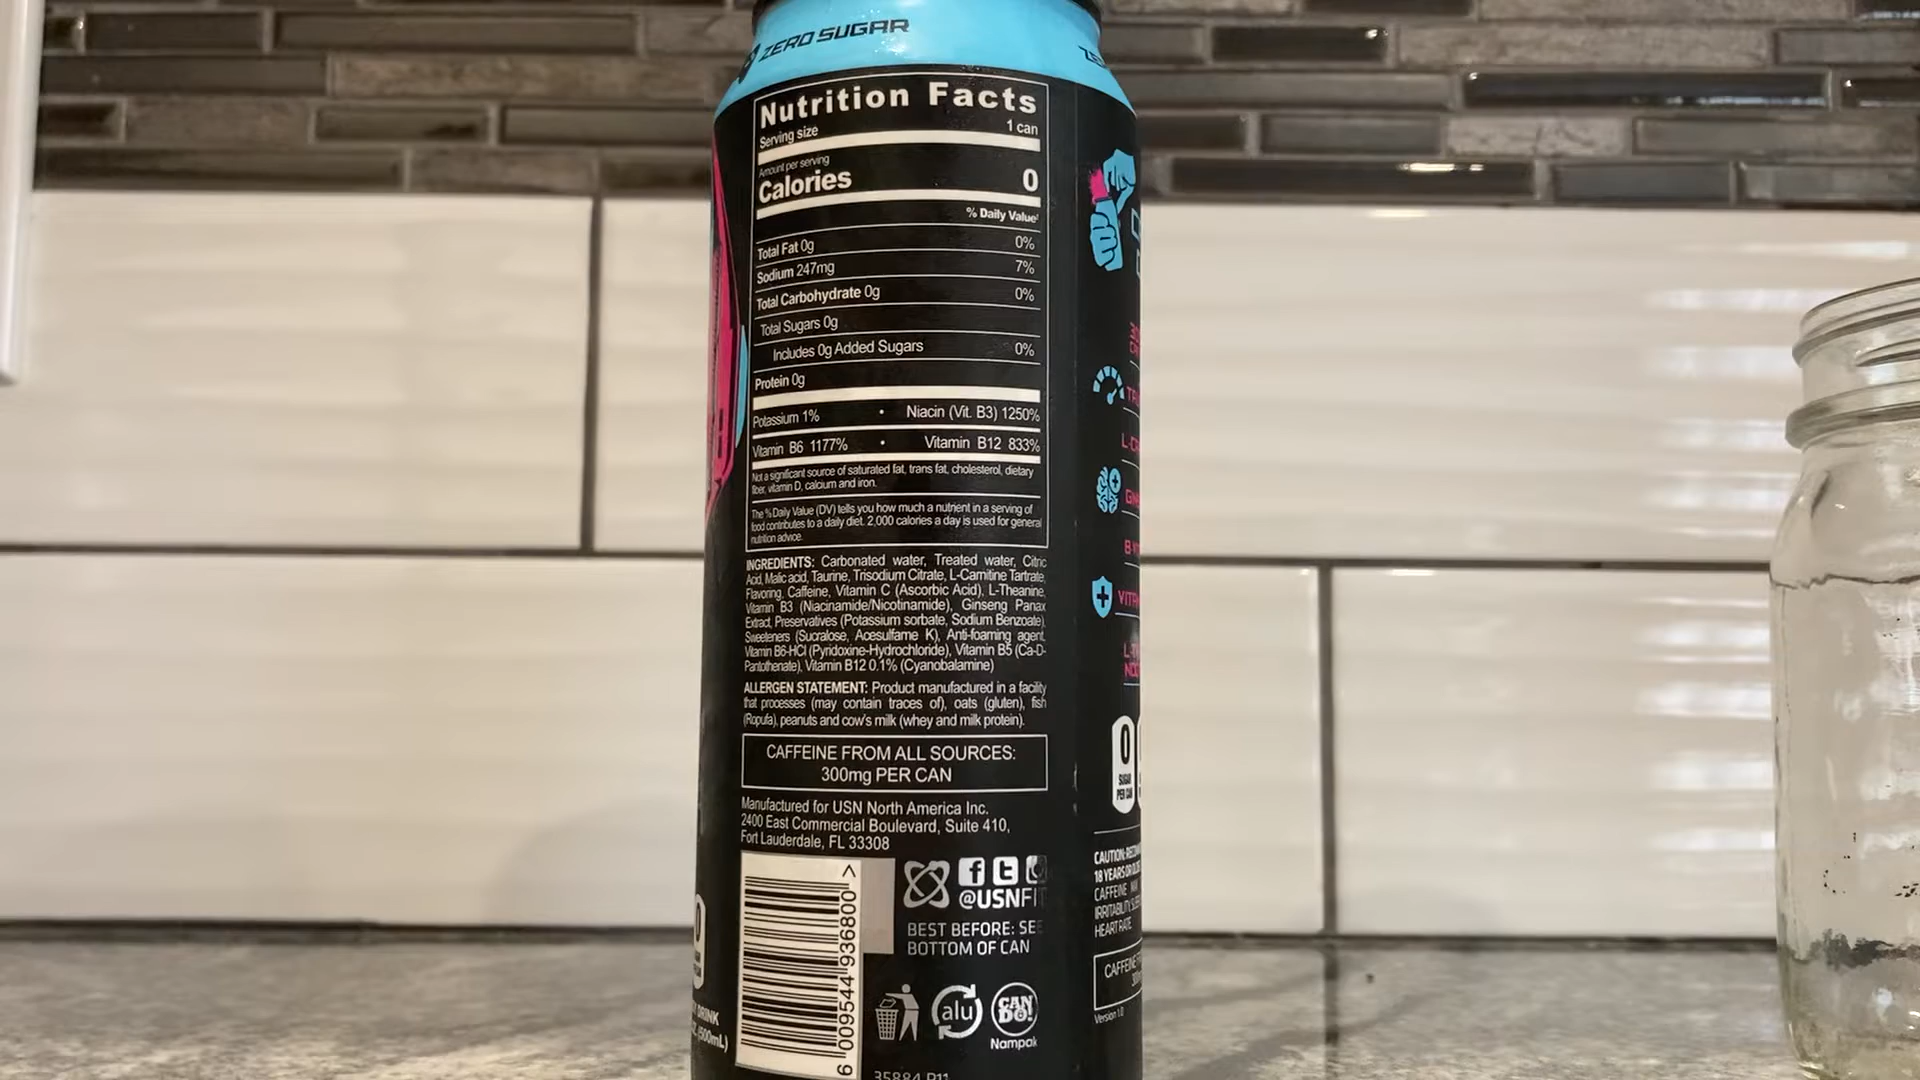 ZERO SUGAR
Nutrition Facts
Serving size 1 can
Amount per serving
Calories 0
% Daily Value
Total Fat 0g 0%
Sodium 247mg 7%
Total Carbohydrate 0g 0%
Total Sugars 0g
Includes 0g Added Sugars 0%
Protein 0g
Potassium 1% • Niacin (Vit. B3) 1250%
Vitamin B6 1177% • Vitamin B12 833%
Not a significant source of saturated fat, trans fat, cholesterol, dietary
fiber, vitamin D, calcium and iron.
The % Daily Value (DV) tells you how much a nutrient in a serving of
food contributes to a daily diet. 2,000 calories a day is used for general
nutrition advice.
INGREDIENTS: Carbonated water, Treated water, Citric
Acid, Malic acid, Taurine, Trisodium Citrate, L-Carnitine Tartrate,
Flavoring, Caffeine, Vitamin C (Ascorbic Acid), L-Theanine,
Vitamin B3 (Niacinamide/Nicotinamide), Ginseng Panax
Extract, Preservatives (Potassium sorbate, Sodium Benzoate),
Sweeteners (Sucralose, Acesulfame K), Anti-foaming agent,
Vitamin B6-HCl (Pyridoxine-Hydrochloride), Vitamin B5 (Ca-D-
Pantothenate), Vitamin B12 0.1% (Cyanobalamine)
ALLERGEN STATEMENT: Product manufactured in a facility
that processes (may contain traces of), oats (gluten), fish
(Ropufa), peanuts and cow's milk (whey and milk protein).
CAFFEINE FROM ALL SOURCES:
300mg PER CAN
Manufactured for USN North America Inc.
2400 East Commercial Boulevard, Suite 410,
Fort Lauderdale, FL 33308
@USNFI
BEST BEFORE: SEE
BOTTOM OF CAN
6 009544 936800 >
alu
CAN DO!
Nampak
35884 P11
DRINK
(500mL)
0
SUGAR
PER CAN
CAUTION:
18 YEARS OR
CAFFEINE
IRRITABILITY,
HEART RATE
Version 1.0